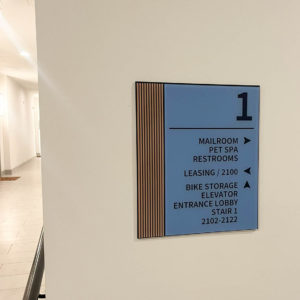 1
MAILROOM
PET SPA
RESTROOMS
LEASING / 2100
BIKE STORAGE
ELEVATOR
ENTRANCE LOBBY
STAIR 1
2102-2122